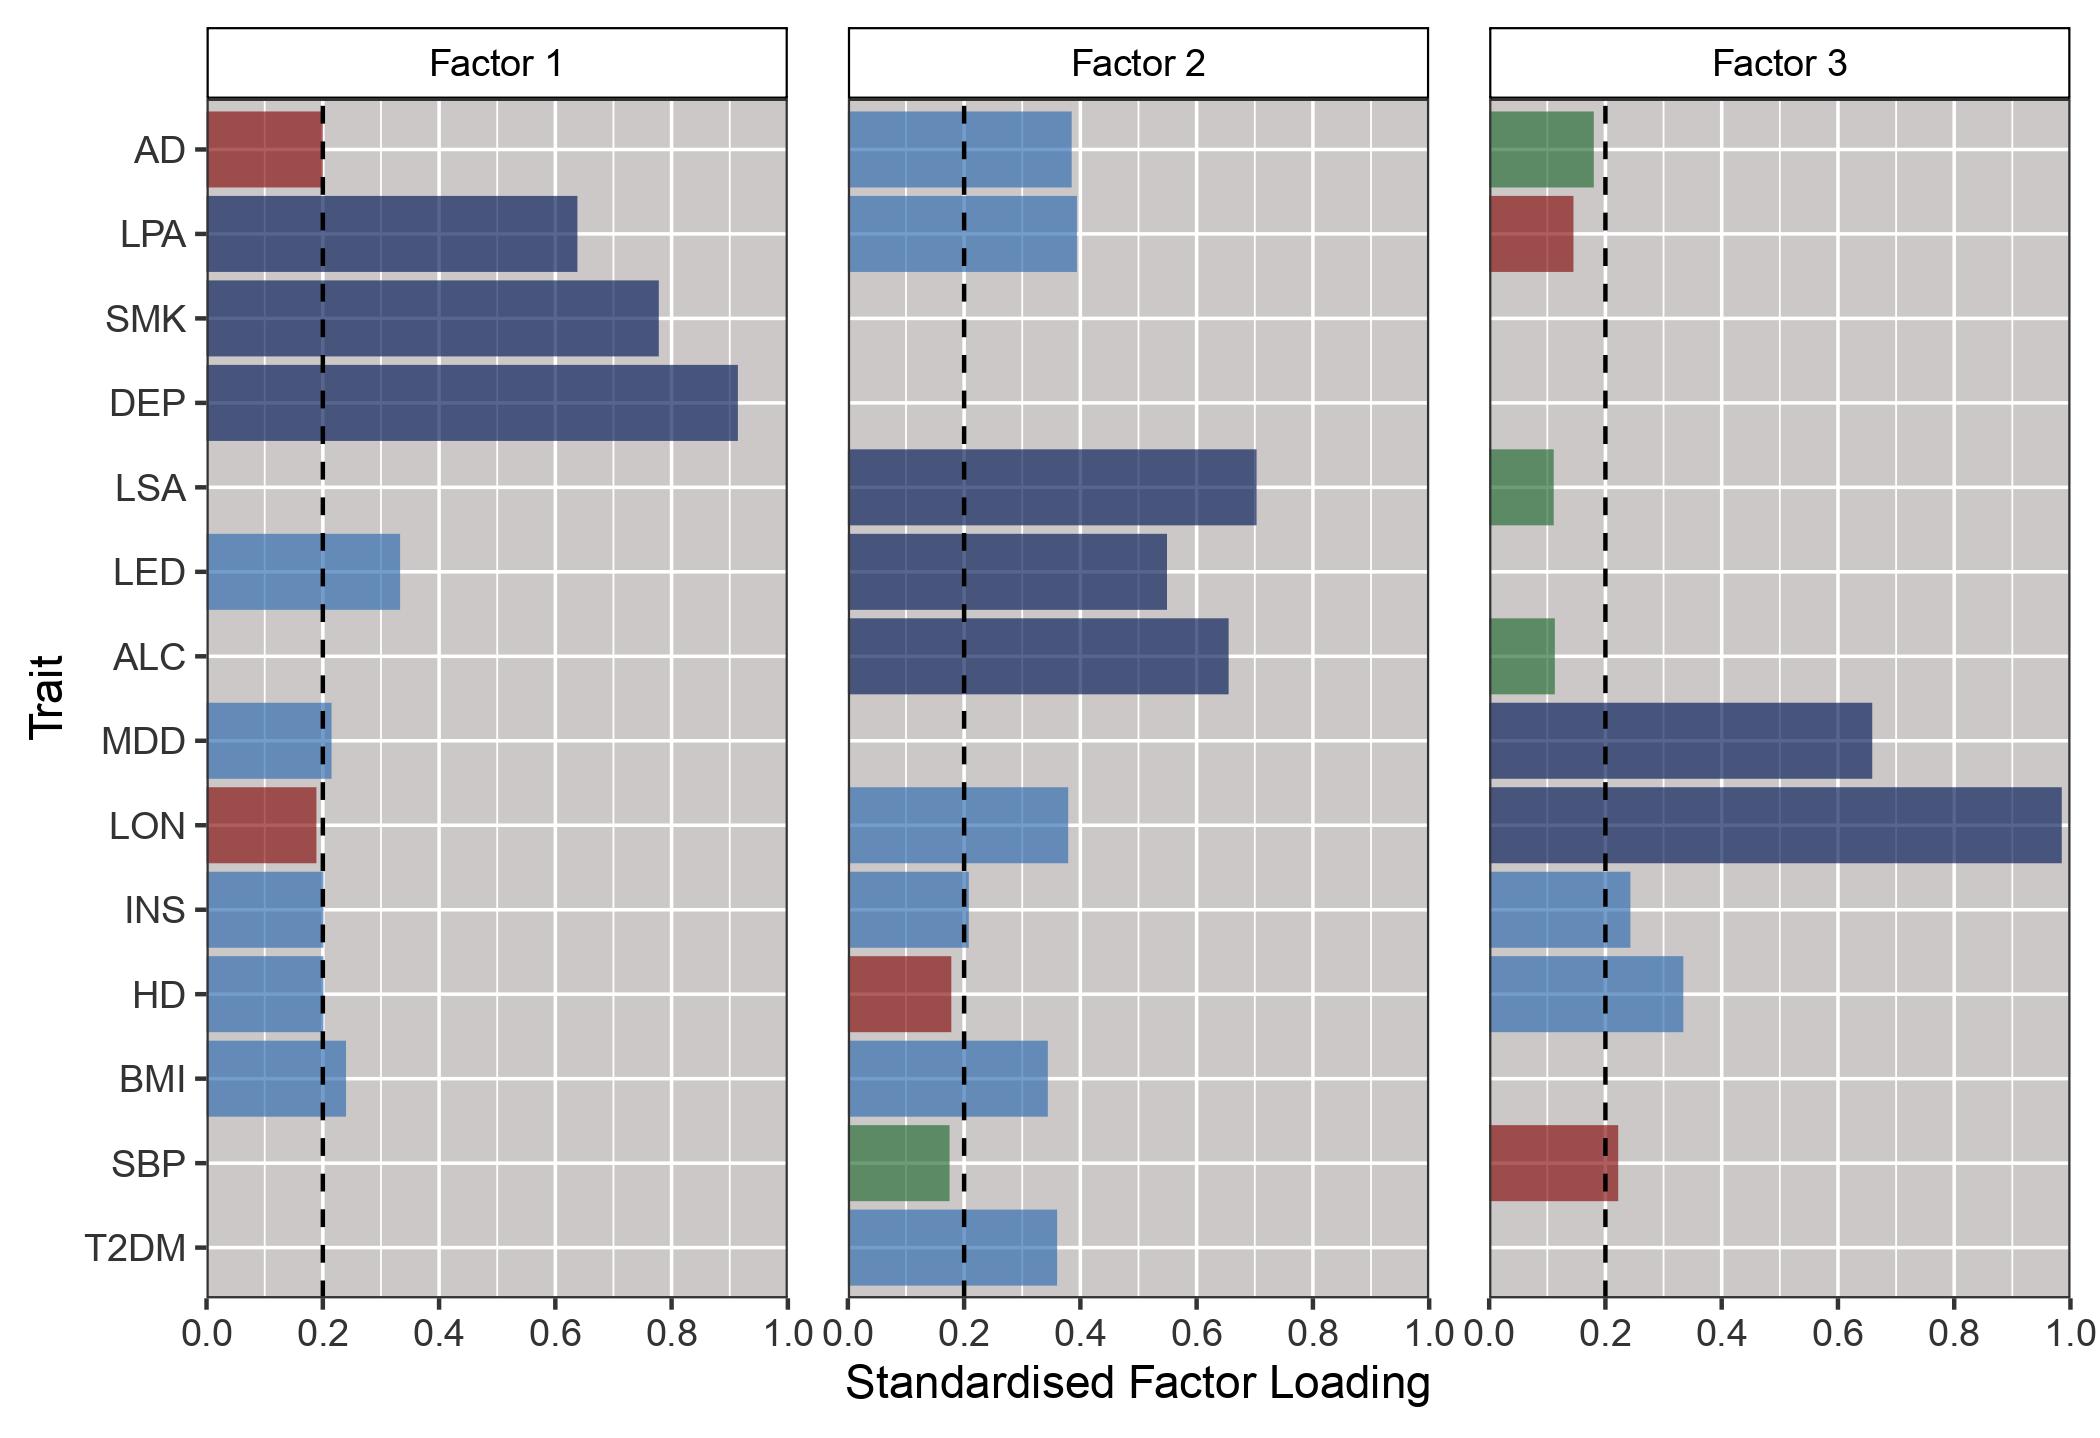 Factor 1 Factor 2 Factor 3
AD
LPA
SMK
DEP
LSA
LED
ALC
MDD
LON
INS
HD
BMI
SBP
T2DM
Trait
0.0 0.2 0.4 0.6 0.8 1.0 0.0 0.2 0.4 0.6 0.8 1.0 0.0 0.2 0.4 0.6 0.8 1.0
Standardised Factor Loading